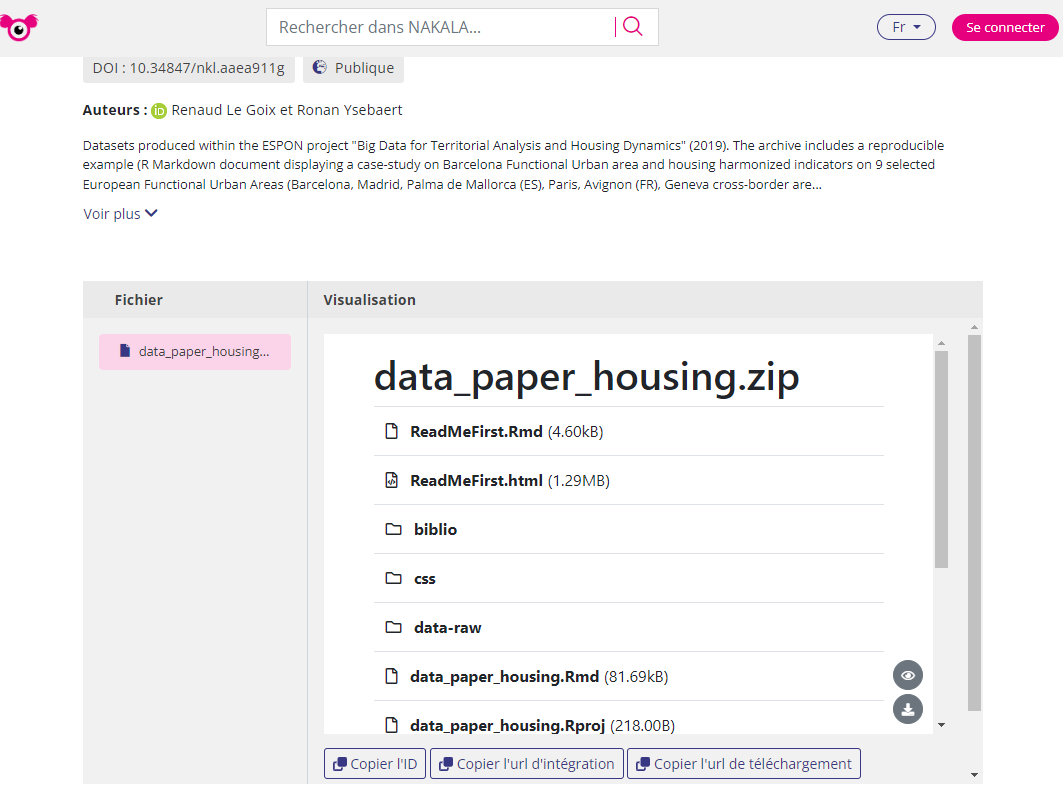 Rechercher dans NAKALA...
Fr
Se connecter
DOI : 10.34847/nkl.aaea911g
Publique
Auteurs : iD Renaud Le Goix et Ronan Ysebaert
Datasets produced within the ESPON project "Big Data for Territorial Analysis and Housing Dynamics" (2019). The archive includes a reproducible
example (R Markdown document displaying a case-study on Barcelona Functional Urban area and housing harmonized indicators on 9 selected
European Functional Urban Areas (Barcelona, Madrid, Palma de Mallorca (ES), Paris, Avignon (FR), Geneva cross-border are...
Voir plus
Fichier
Visualisation
data_paper_housing...
data_paper_housing.zip
ReadMeFirst.Rmd (4.60kB)
ReadMeFirst.html (1.29MB)
biblio
css
data-raw
data_paper_housing.Rmd (81.69kB)
data_paper_housing.Rproj (218.00B)
Copier l'ID
Copier l'url d'intégration
Copier l'url de téléchargement